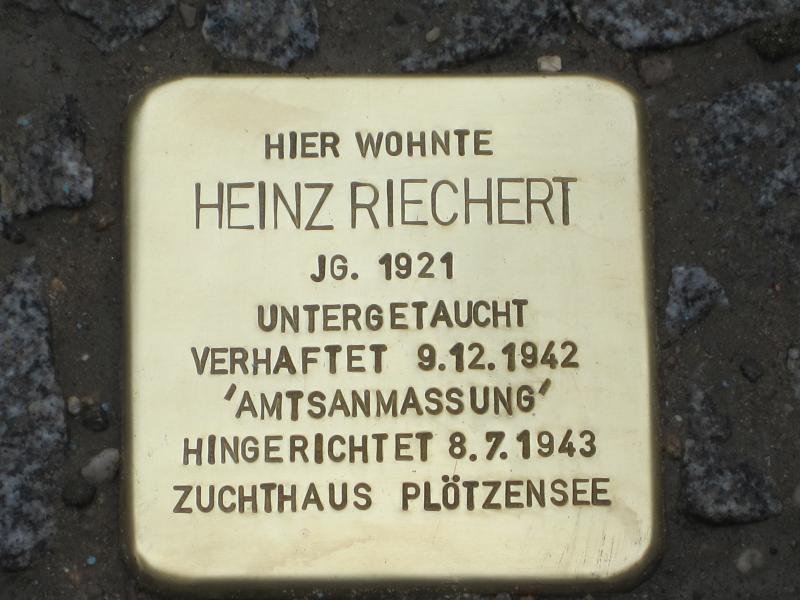 HIER WOHNTE
HEINZ RIECHERT
JG. 1921
UNTERGETAUCHT
VERHAFTET 9.12.1942
'AMTSANMASSUNG'
HINGERICHTET 8.7.1943
ZUCHTHAUS PLÖTZENSEE